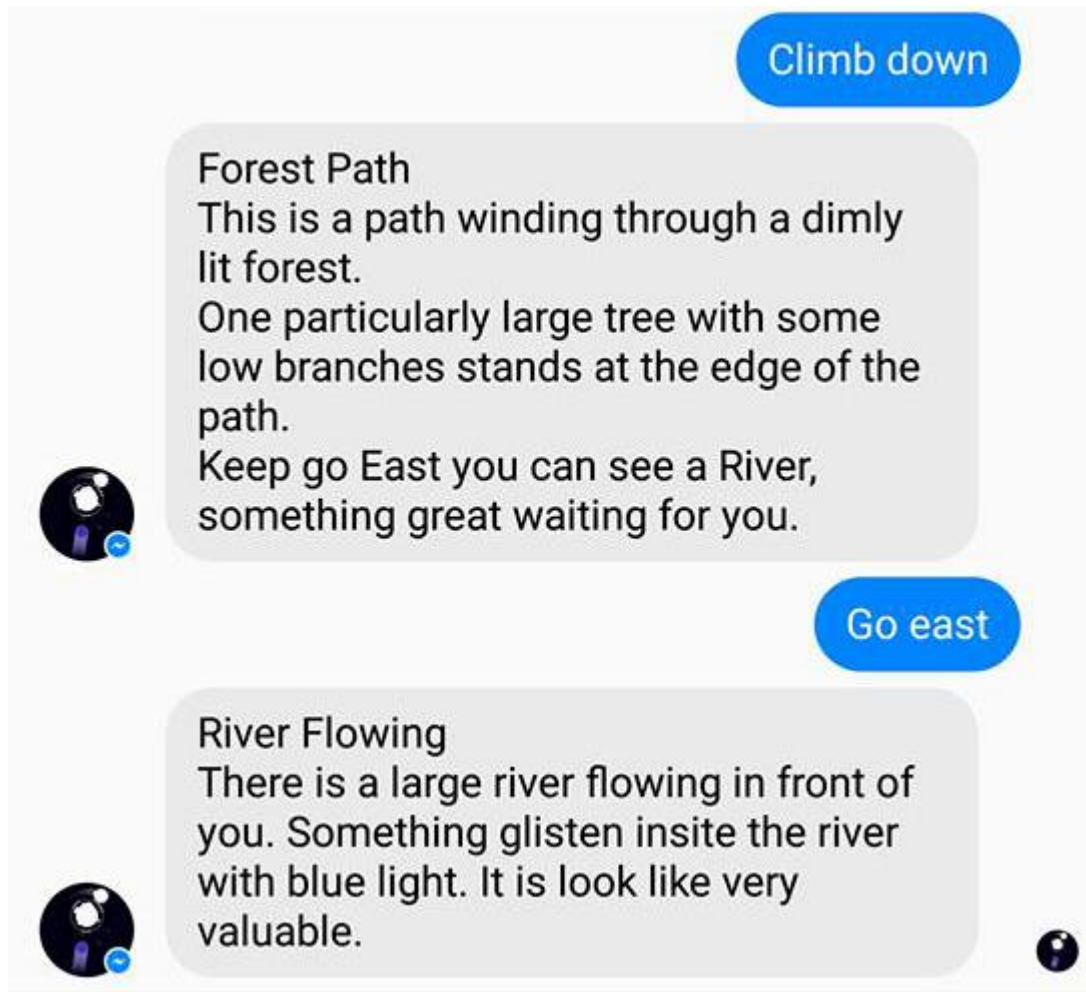 Climb down
Forest Path
This is a path winding through a dimly
lit forest.
One particularly large tree with some
low branches stands at the edge of the
path.
Keep go East you can see a River,
something great waiting for you.
Go east
River Flowing
There is a large river flowing in front of
you. Something glisten insite the river
with blue light. It is look like very
valuable.